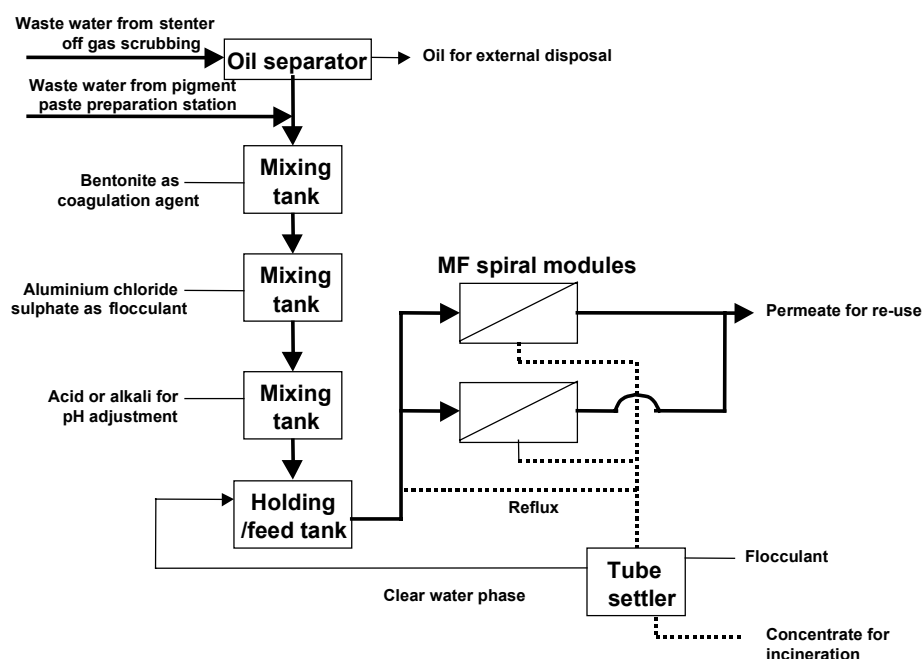 Waste water from stenter
off gas scrubbing
Oil separator
Oil for external disposal
Waste water from pigment
paste preparation station
Mixing
tank
Bentonite as
coagulation agent
MF spiral modules
Mixing
tank
Aluminium chloride
sulphate as flocculant
Permeate for re-use
Mixing
tank
Acid or alkali for
pH adjustment
Holding
/feed tank
Reflux
Tube
settler
Flocculant
Clear water phase
Concentrate for
incineration